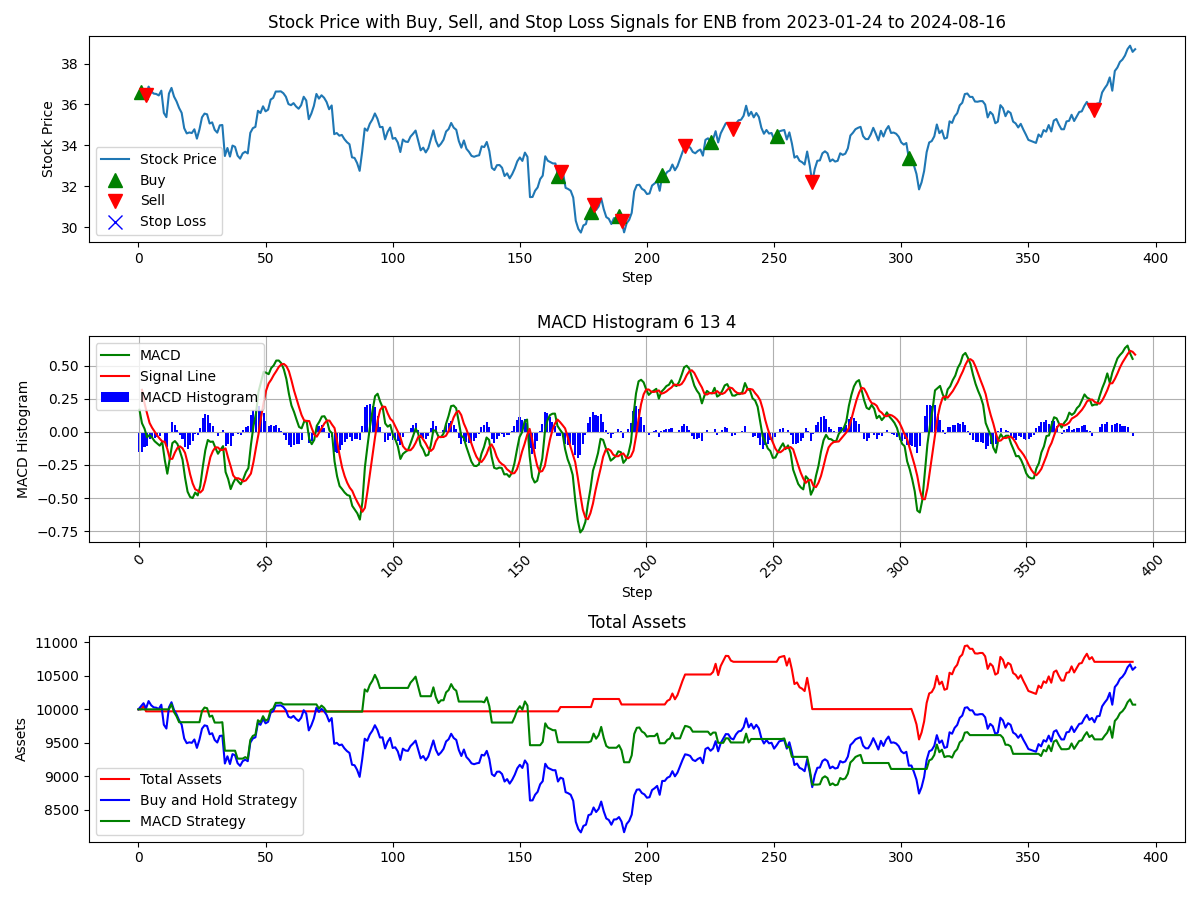 Stock Price with Buy, Sell, and Stop Loss Signals for ENB from 2023-01-24 to 2024-08-16
Stock Price
38
36
34
32
30
Stock Price
Buy
Sell
Stop Loss
0 50 100 150 200 250 300 350 400
Step
MACD Histogram 6 13 4
MACD Histogram
0.50
0.25
0.00
−0.25
−0.50
−0.75
MACD
Signal Line
MACD Histogram
0 50 100 150 200 250 300 350 400
Step
Total Assets
Assets
11000
10500
10000
9500
9000
8500
Total Assets
Buy and Hold Strategy
MACD Strategy
0 50 100 150 200 250 300 350 400
Step